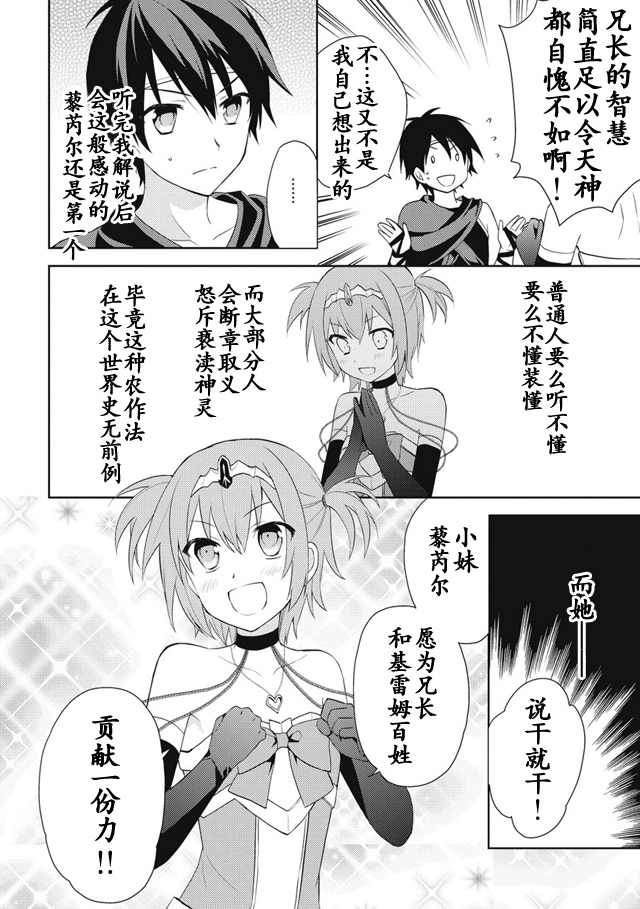 兄长的智慧
简直足以令天神
都自愧不如啊！
不…这又不是
我自己想出来的
……
听完我解说后
会这般感动的
藜芮尔还是第一个
普通人要么听不懂
要么不懂装懂
而大部分人
会断章取义
怒斥亵渎神灵
毕竟这种农作法
在这个世界史无前例
而她——
说干就干！
小妹
藜芮尔
愿为兄长
和基雷姆百姓
贡献一份力！！